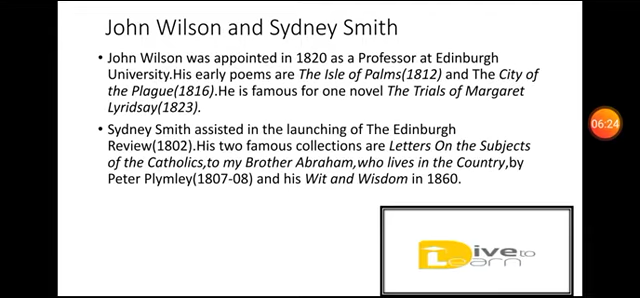 John Wilson and Sydney Smith
• John Wilson was appointed in 1820 as a Professor at Edinburgh
University.His early poems are The Isle of Palms(1812) and The City of
the Plague(1816).He is famous for one novel The Trials of Margaret
Lyridsay(1823).
• Sydney Smith assisted in the launching of The Edinburgh
Review(1802).His two famous collections are Letters On the Subjects
of the Catholics,to my Brother Abraham,who lives in the Country,by
Peter Plymley(1807-08) and his Wit and Wisdom in 1860.
06:24
Dive to
Learn